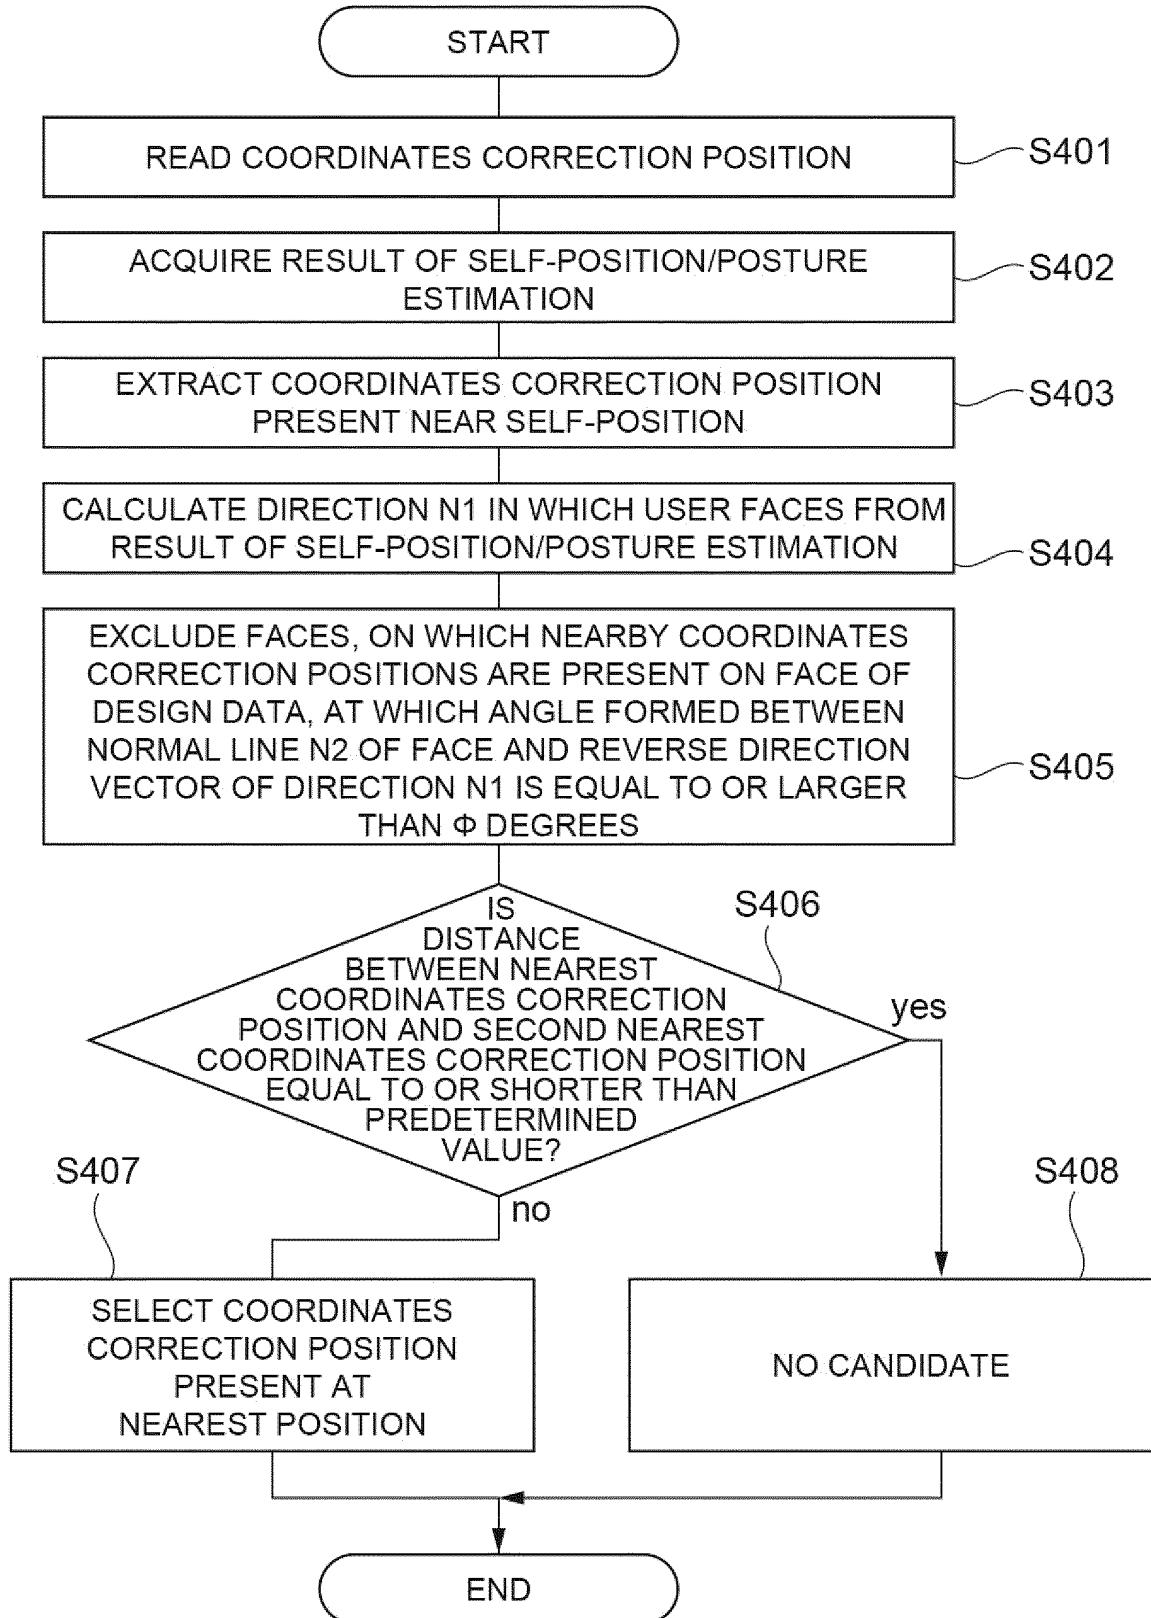 START
READ COORDINATES CORRECTION POSITION
S401
ACQUIRE RESULT OF SELF-POSITION/POSTURE
ESTIMATION
S402
EXTRACT COORDINATES CORRECTION POSITION
PRESENT NEAR SELF-POSITION
S403
CALCULATE DIRECTION N1 IN WHICH USER FACES FROM
RESULT OF SELF-POSITION/POSTURE ESTIMATION
S404
EXCLUDE FACES, ON WHICH NEARBY COORDINATES
CORRECTION POSITIONS ARE PRESENT ON FACE OF
DESIGN DATA, AT WHICH ANGLE FORMED BETWEEN
NORMAL LINE N2 OF FACE AND REVERSE DIRECTION
VECTOR OF DIRECTION N1 IS EQUAL TO OR LARGER
THAN Φ DEGREES
S405
IS
DISTANCE
BETWEEN NEAREST
COORDINATES CORRECTION
POSITION AND SECOND NEAREST
COORDINATES CORRECTION POSITION
EQUAL TO OR SHORTER THAN
PREDETERMINED
VALUE?
S406
yes
no
S407
SELECT COORDINATES
CORRECTION POSITION
PRESENT AT
NEAREST POSITION
S408
NO CANDIDATE
END